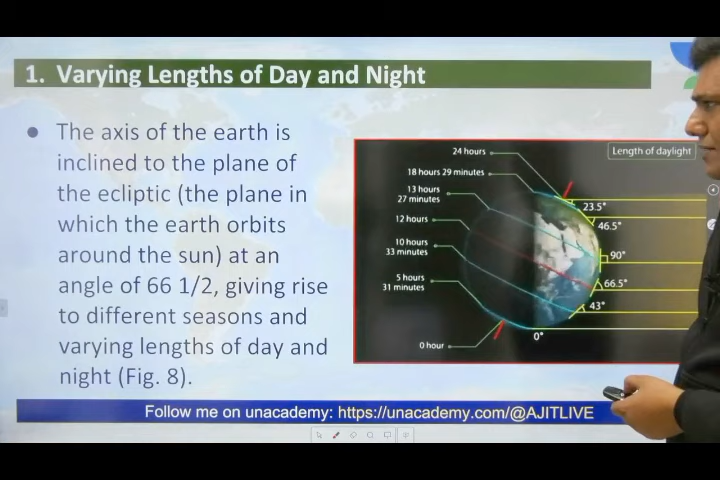 1. Varying Lengths of Day and Night
● The axis of the earth is
inclined to the plane of
the ecliptic (the plane in
which the earth orbits
around the sun) at an
angle of 66 1/2, giving rise
to different seasons and
varying lengths of day and
night (Fig. 8).
Length of daylight
24 hours
18 hours 29 minutes
13 hours
27 minutes
12 hours
10 hours
33 minutes
5 hours
31 minutes
0 hour
23.5°
46.5°
90°
66.5°
43°
0°
Follow me on unacademy: https://unacademy.com/@AJITLIVE